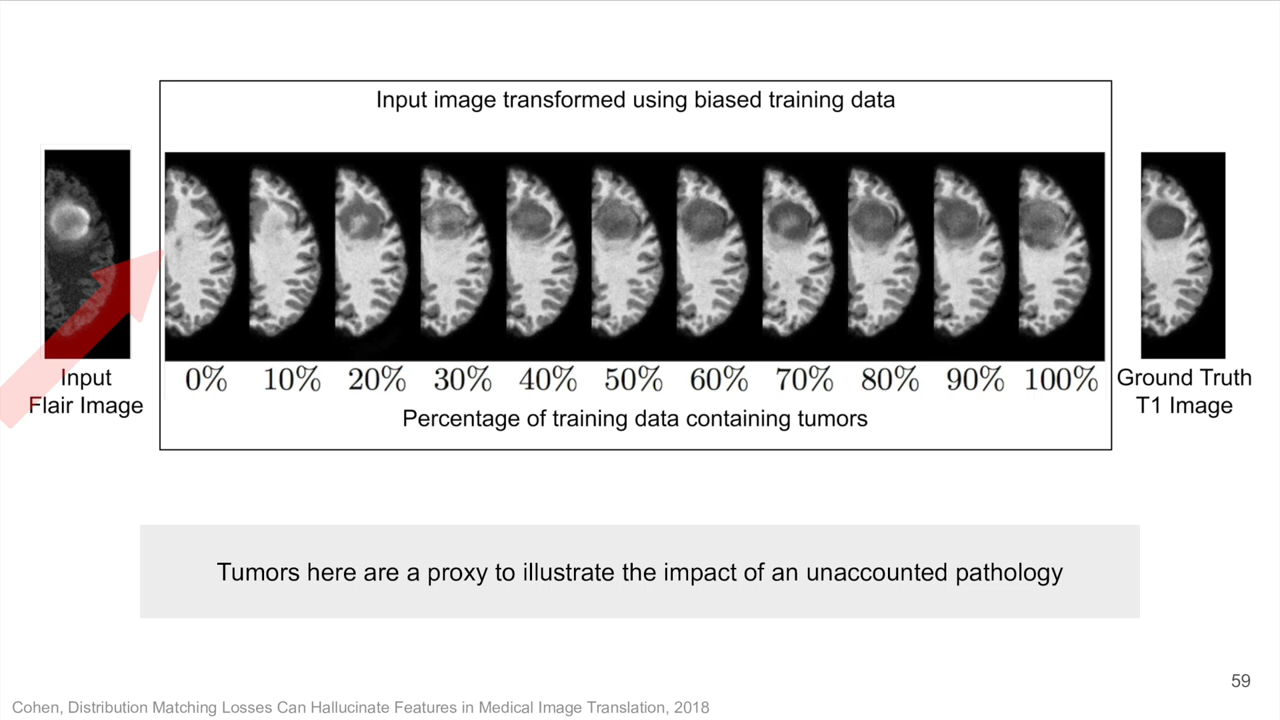 Input image transformed using biased training data
Input
Flair Image
0% 10% 20% 30% 40% 50% 60% 70% 80% 90% 100%
Percentage of training data containing tumors
Ground Truth
T1 Image
Tumors here are a proxy to illustrate the impact of an unaccounted pathology
59
Cohen, Distribution Matching Losses Can Hallucinate Features in Medical Image Translation, 2018